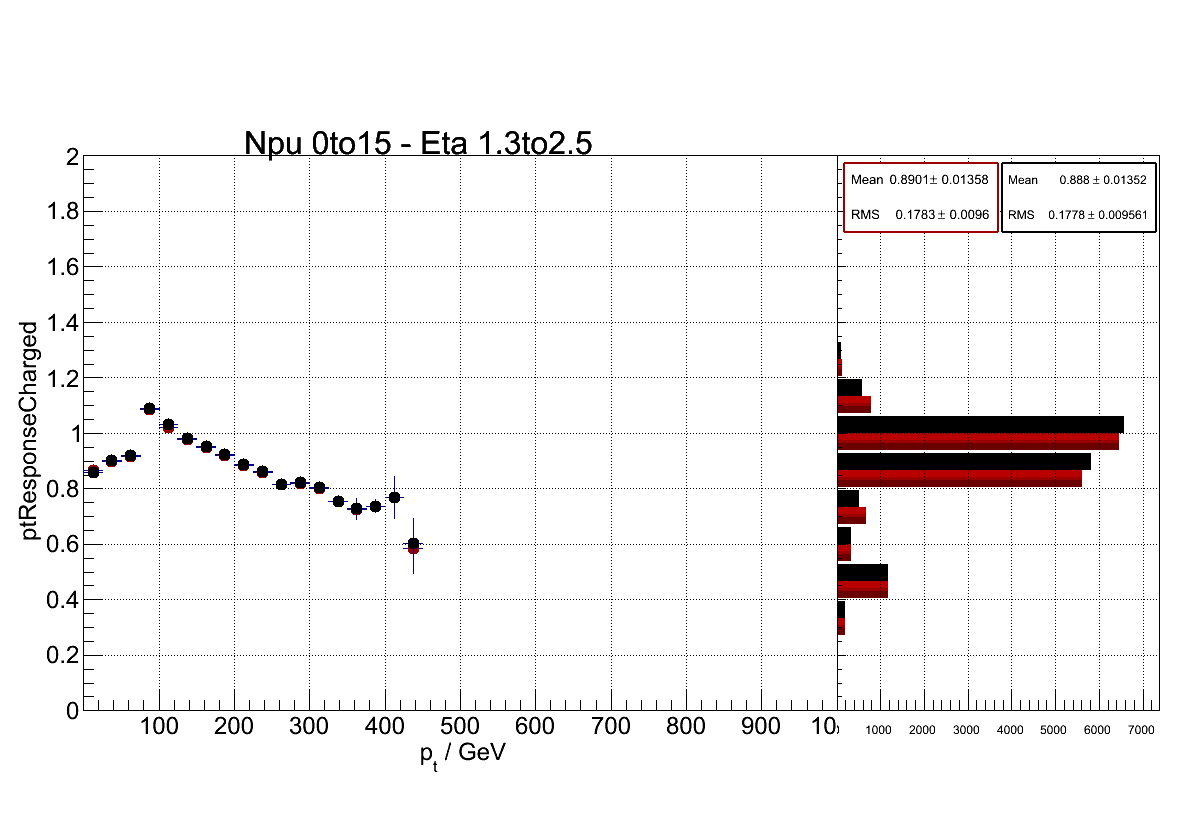 Npu 0to15 - Eta 1.3to2.5
2
1.8
1.6
1.4
1.2
1
0.8
0.6
0.4
0.2
0
ptResponseCharged
100 200 300 400 500 600 700 800 900 10
p_t / GeV
Mean 0.8901± 0.01358
RMS 0.1783 ± 0.0096
Mean 0.888 ± 0.01352
RMS 0.1778 ± 0.009561
1000 2000 3000 4000 5000 6000 7000